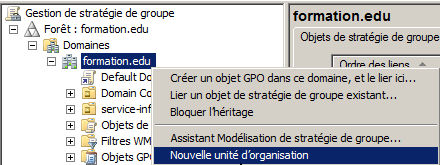 Gestion de stratégie de groupe
Forêt : formation.edu
Domaines
formation.edu
Default Do
Domain Co
service-inf
Objets de
Filtres WM
Objets GPO
formation.edu
Objets de stratégie de groupe
Ordre des liens
Créer un objet GPO dans ce domaine, et le lier ici...
Lier un objet de stratégie de groupe existant...
Bloquer l'héritage
Assistant Modélisation de stratégie de groupe...
Nouvelle unité d'organisation